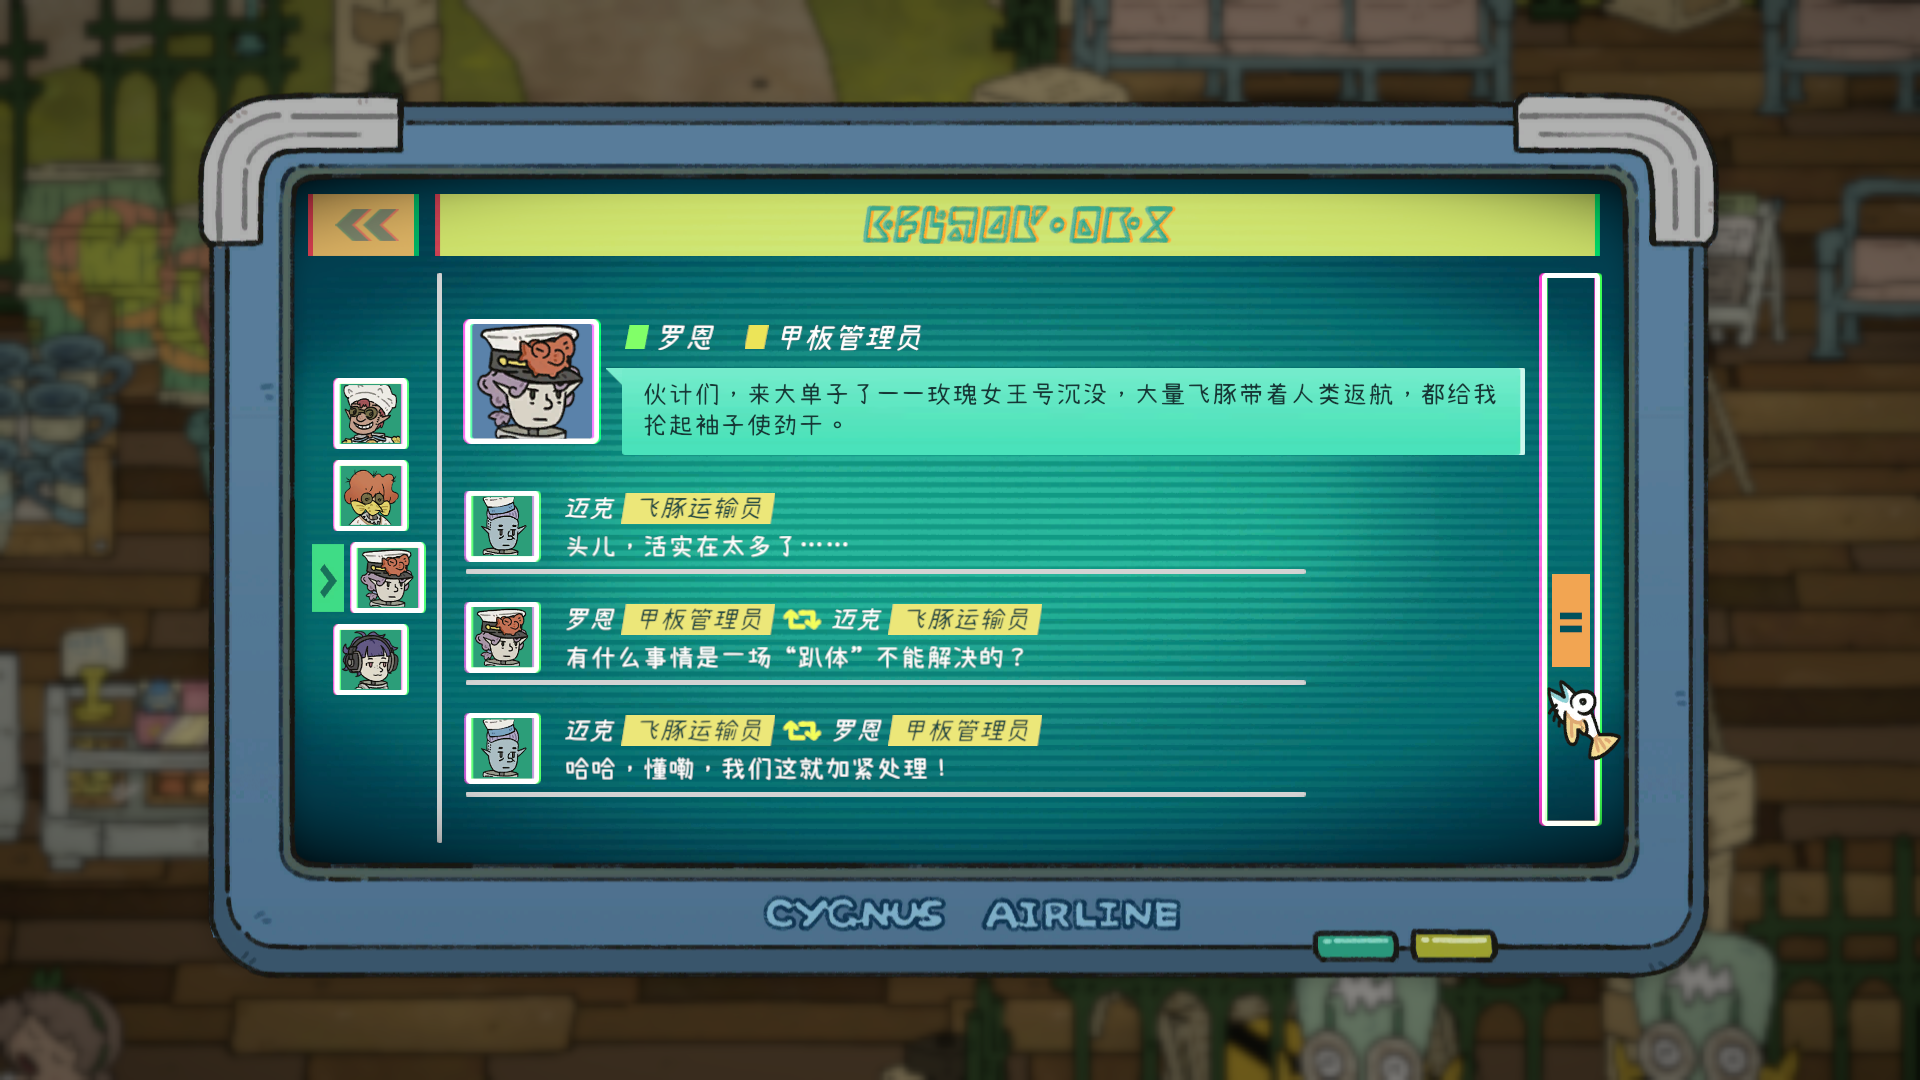 罗恩 甲板管理员
伙计们，来大单子了——玫瑰女王号沉没，大量飞豚带着人类返航，都给我
抡起袖子使劲干。
迈克 飞豚运输员
头儿，活实在太多了……
罗恩 甲板管理员 迈克 飞豚运输员
有什么事情是一场“趴体”不能解决的？
迈克 飞豚运输员 罗恩 甲板管理员
哈哈，懂嘞，我们这就加紧处理！
CYGNUS AIRLINE